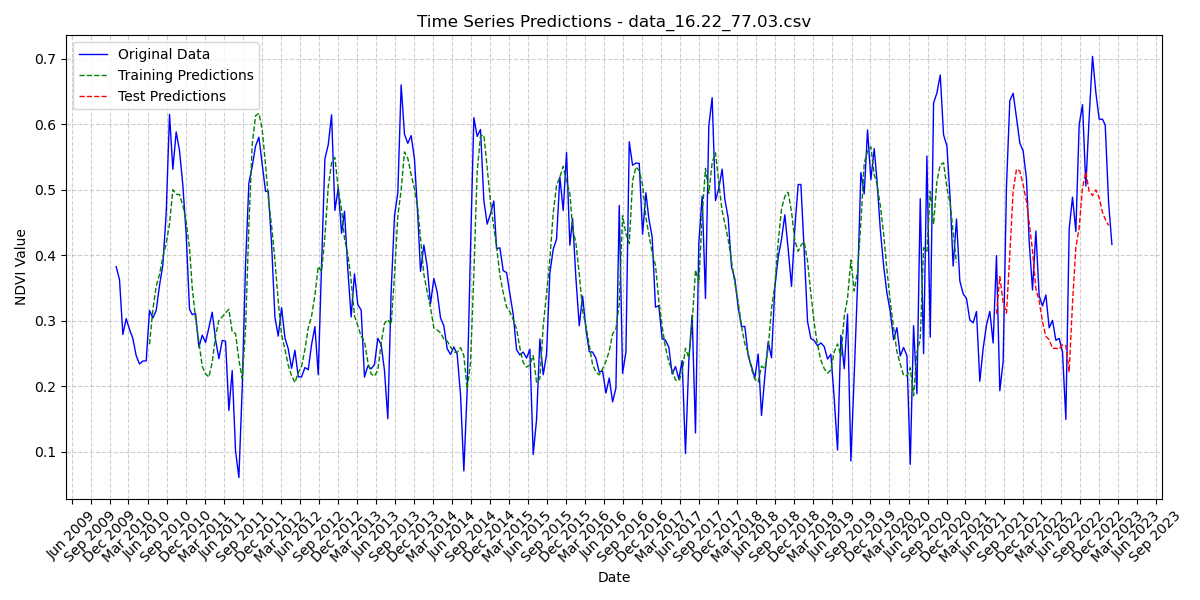 Time Series Predictions - data_16.22_77.03.csv
Original Data
Training Predictions
Test Predictions
NDVI Value
0.7
0.6
0.5
0.4
0.3
0.2
0.1
Jun 2009
Sep 2009
Dec 2009
Mar 2010
Jun 2010
Sep 2010
Dec 2010
Mar 2011
Jun 2011
Sep 2011
Dec 2011
Mar 2012
Jun 2012
Sep 2012
Dec 2012
Mar 2013
Jun 2013
Sep 2013
Dec 2013
Mar 2014
Jun 2014
Sep 2014
Dec 2014
Mar 2015
Jun 2015
Sep 2015
Dec 2015
Mar 2016
Jun 2016
Sep 2016
Dec 2016
Mar 2017
Jun 2017
Sep 2017
Dec 2017
Mar 2018
Jun 2018
Sep 2018
Dec 2018
Mar 2019
Jun 2019
Sep 2019
Dec 2019
Mar 2020
Jun 2020
Sep 2020
Dec 2020
Mar 2021
Jun 2021
Sep 2021
Dec 2021
Mar 2022
Jun 2022
Sep 2022
Dec 2022
Mar 2023
Jun 2023
Sep 2023
Date